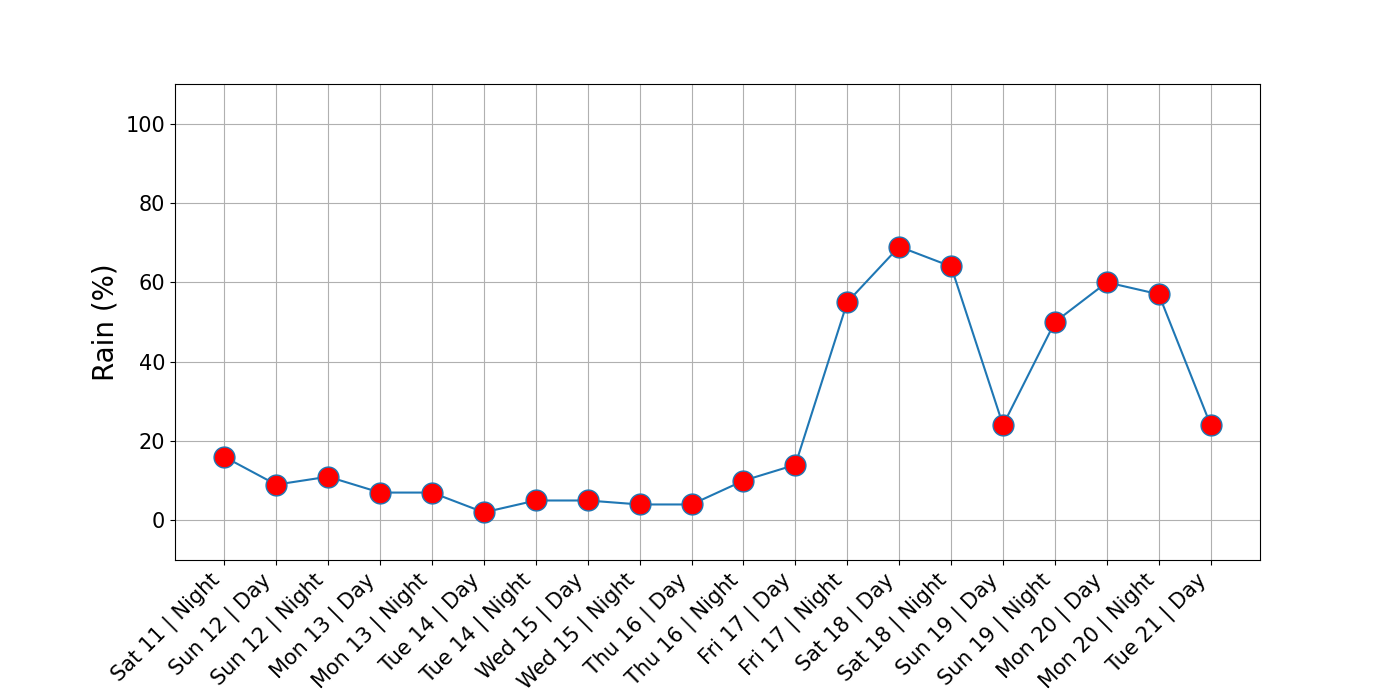 Rain (%)
100
80
60
40
20
0
Sat 11 | Night
Sun 12 | Day
Sun 12 | Night
Mon 13 | Day
Mon 13 | Night
Tue 14 | Day
Tue 14 | Night
Wed 15 | Day
Wed 15 | Night
Thu 16 | Day
Thu 16 | Night
Fri 17 | Day
Fri 17 | Night
Sat 18 | Day
Sat 18 | Night
Sun 19 | Day
Sun 19 | Night
Mon 20 | Day
Mon 20 | Night
Tue 21 | Day